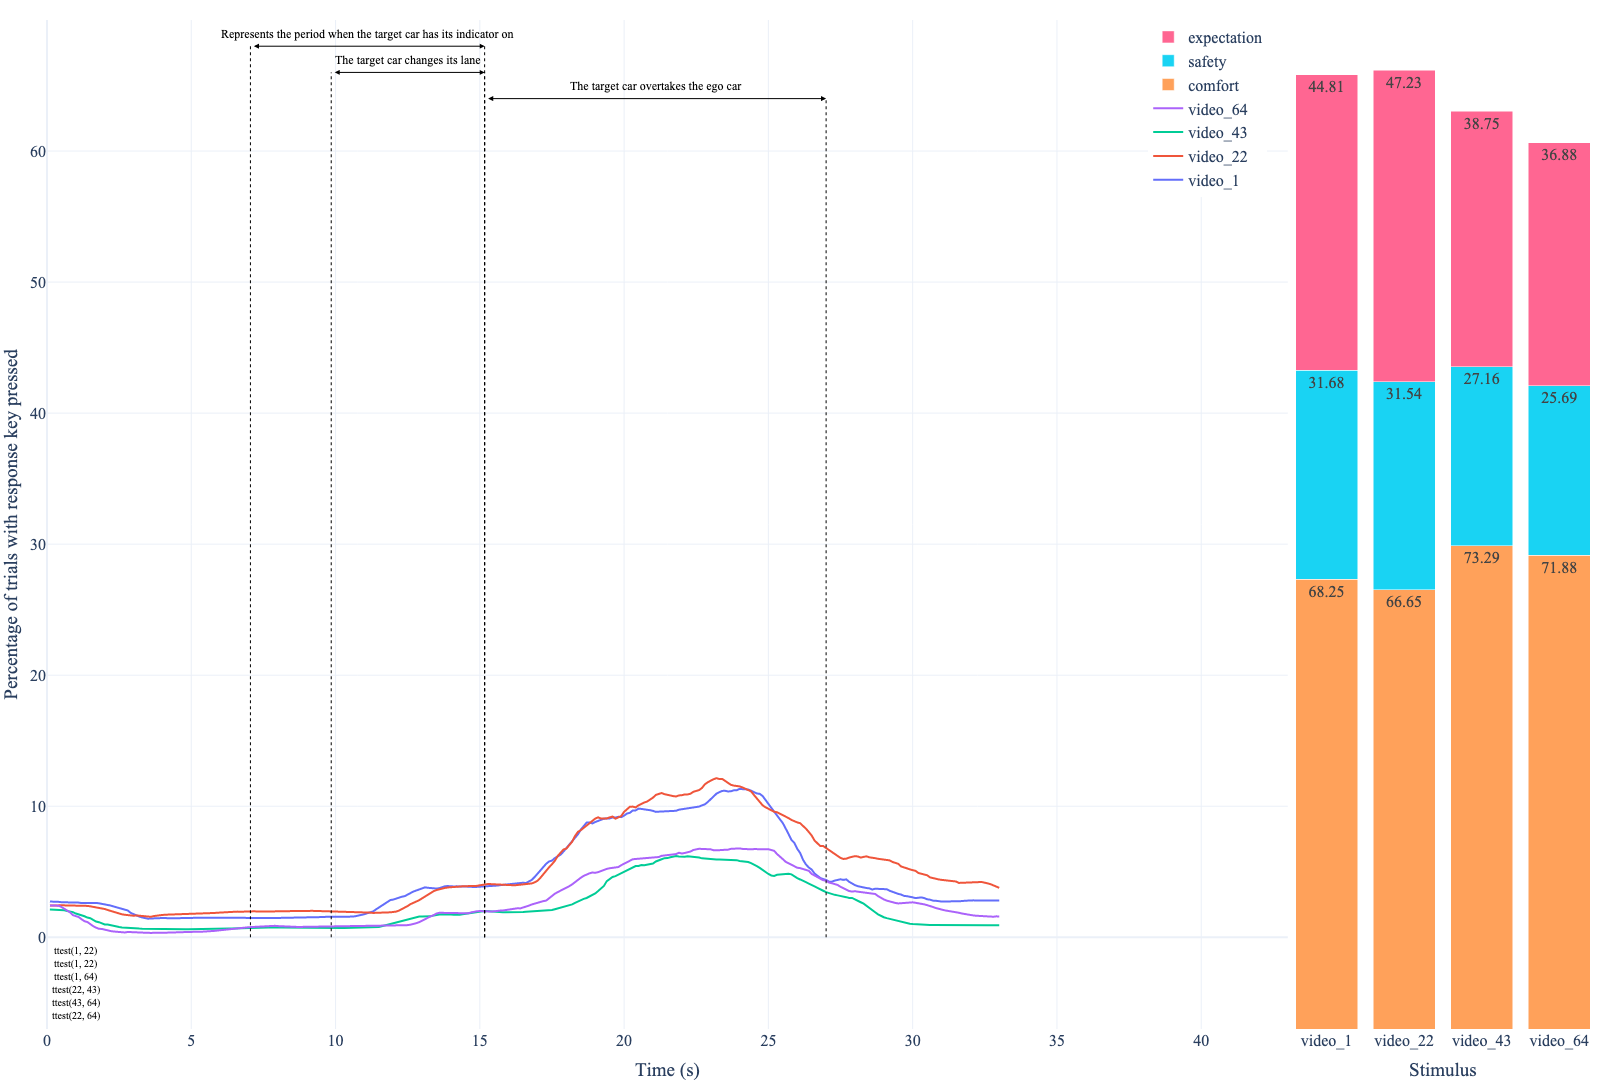 Represents the period when the target car has its indicator on
The target car changes its lane
The target car overtakes the ego car
expectation
safety
comfort
video_64
video_43
video_22
video_1
Percentage of trials with response key pressed
60
50
40
30
20
10
0
ttest(1, 22)
ttest(1, 22)
ttest(1, 64)
ttest(22, 43)
ttest(43, 64)
ttest(22, 64)
0 5 10 15 20 25 30 35 40
Time (s)
44.81 47.23 38.75 36.88
31.68 31.54 27.16 25.69
68.25 66.65 73.29 71.88
video_1 video_22 video_43 video_64
Stimulus